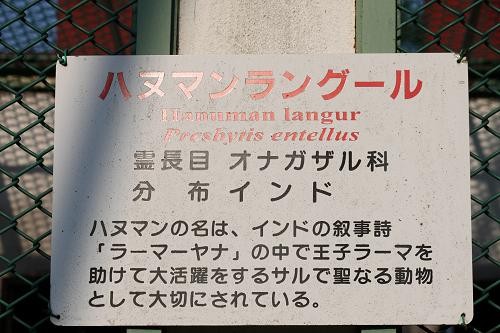 ハヌマンラングール
Hanuman langur
Presbytis entellus
霊長目 オナガザル科
分 布 インド
ハヌマンの名は、インドの叙事詩
「ラーマーヤナ」の中で王子ラーマを
助けて大活躍をするサルで聖なる動物
として大切にされている。